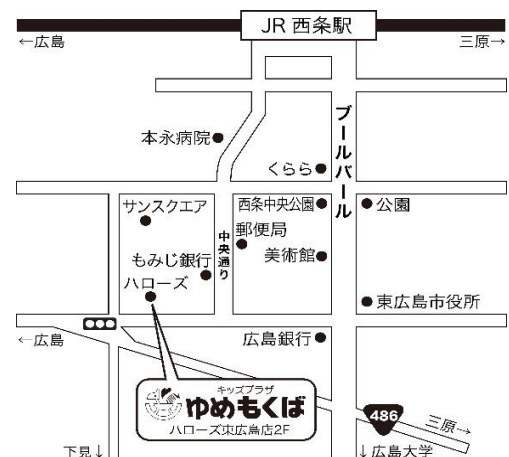 JR 西条駅
←広島
三原→
ブールバール
本永病院
くらら
サンスクエア
西条中央公園
公園
中央通り
郵便局
もみじ銀行
美術館
ハローズ
東広島市役所
←広島
広島銀行
キッズプラザ
ゆめもくば
ハローズ東広島店2F
486
三原→
下見↓
↓広島大学